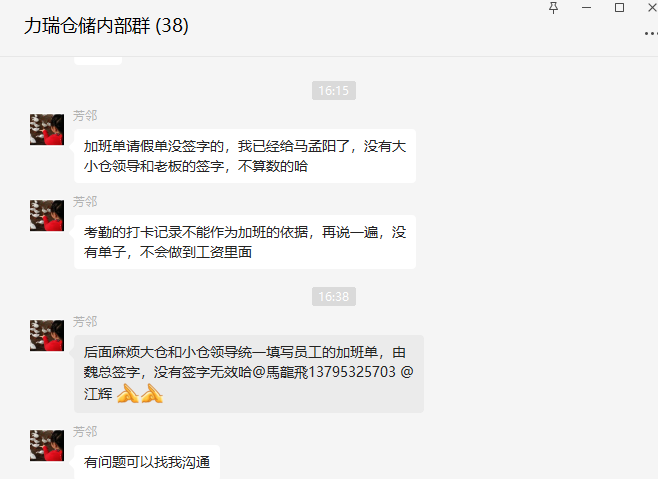 力瑞仓储内部群 (38)
16:15
芳邻
加班单请假单没签字的，我已经给马孟阳了，没有大
小仓领导和老板的签字，不算数的哈
芳邻
考勤的打卡记录不能作为加班的依据，再说一遍，没
有单子，不会做到工资里面
16:38
芳邻
后面麻烦大仓和小仓领导统一填写员工的加班单，由
魏总签字，没有签字无效哈@馬龍飛13795325703 @
江辉
芳邻
有问题可以找我沟通